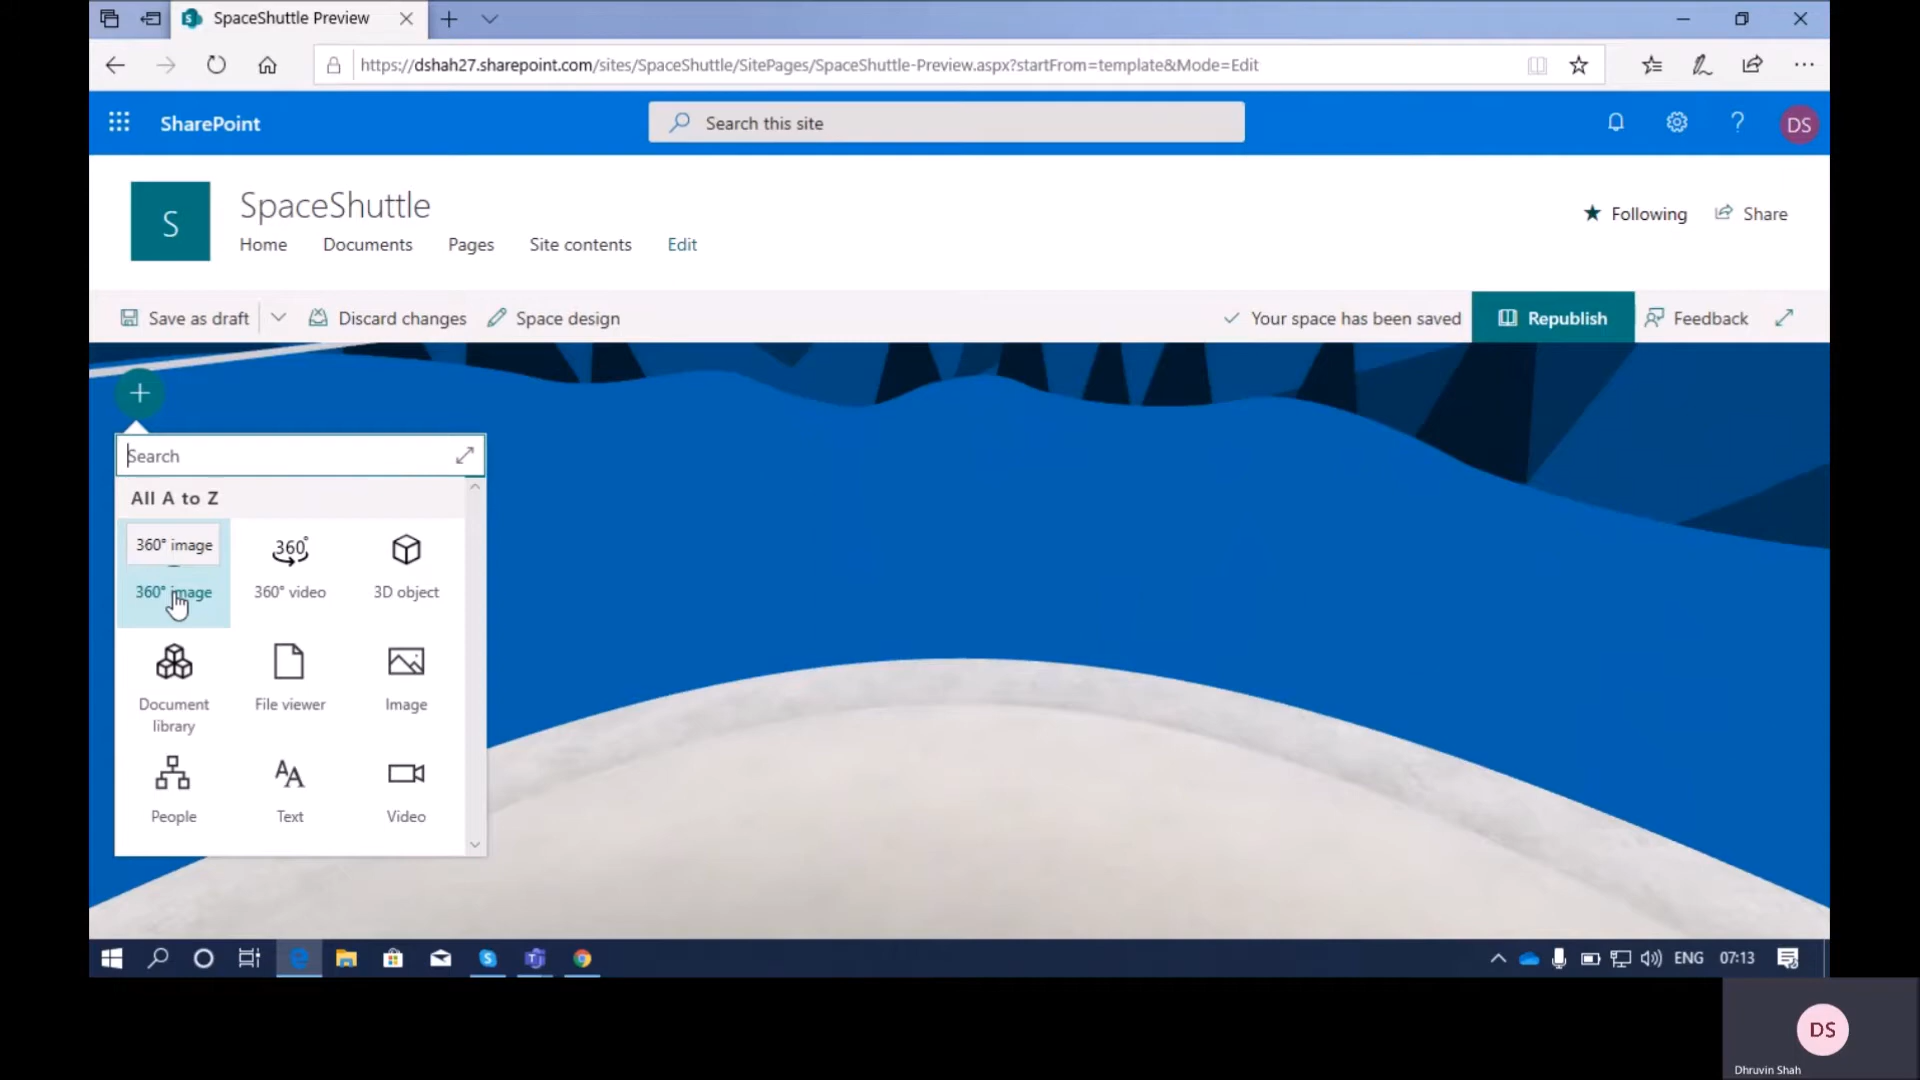 SpaceShuttle Preview
https://dshah27.sharepoint.com/sites/SpaceShuttle/SitePages/SpaceShuttle-Preview.aspx?startFrom=template&Mode=Edit
SharePoint
Search this site
DS
S
SpaceShuttle
Home Documents Pages Site contents Edit
Following Share
Save as draft Discard changes Space design
Your space has been saved Republish Feedback
Search
All A to Z
360° image
360° image 360° video 3D object
Document library File viewer Image
People Text Video
ENG 07:13
DS
Dhruvin Shah